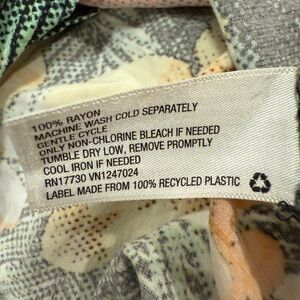 100% RAYON
MACHINE WASH COLD SEPARATELY
GENTLE CYCLE
ONLY NON-CHLORINE BLEACH IF NEEDED
TUMBLE DRY LOW, REMOVE PROMPTLY
COOL IRON IF NEEDED
RN17730 VN1247024
LABEL MADE FROM 100% RECYCLED PLASTIC